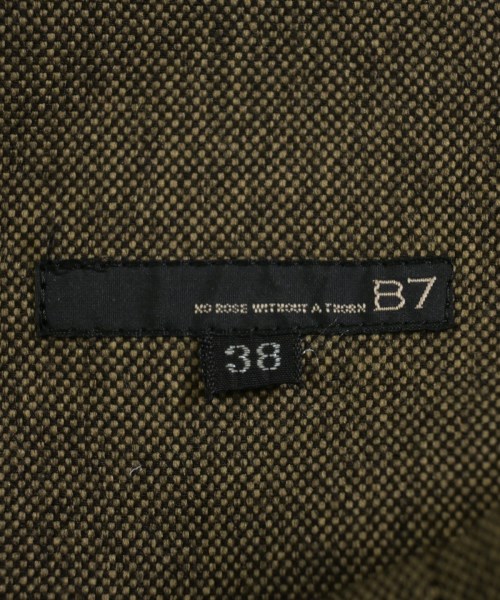 NO ROSE WITHOUT A THORN B7
38